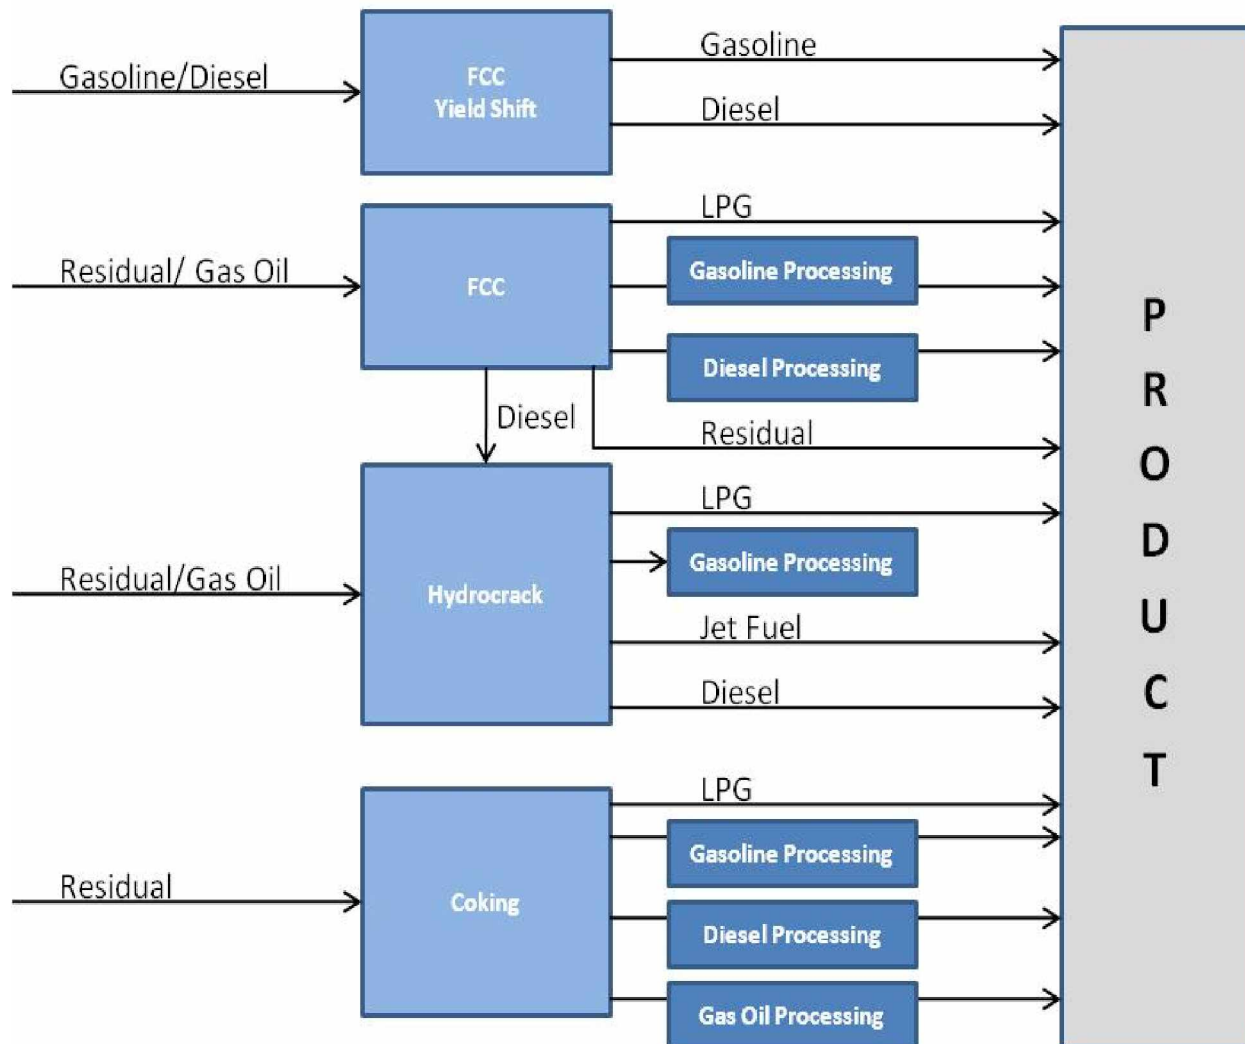 Gasoline/Diesel
FCC
Yield Shift
Gasoline
Diesel
Residual/ Gas Oil
FCC
LPG
Gasoline Processing
Diesel Processing
Diesel
Residual
Residual/Gas Oil
Hydrocrack
LPG
Gasoline Processing
Jet Fuel
Diesel
Residual
Coking
LPG
Gasoline Processing
Diesel Processing
Gas Oil Processing
P
R
O
D
U
C
T